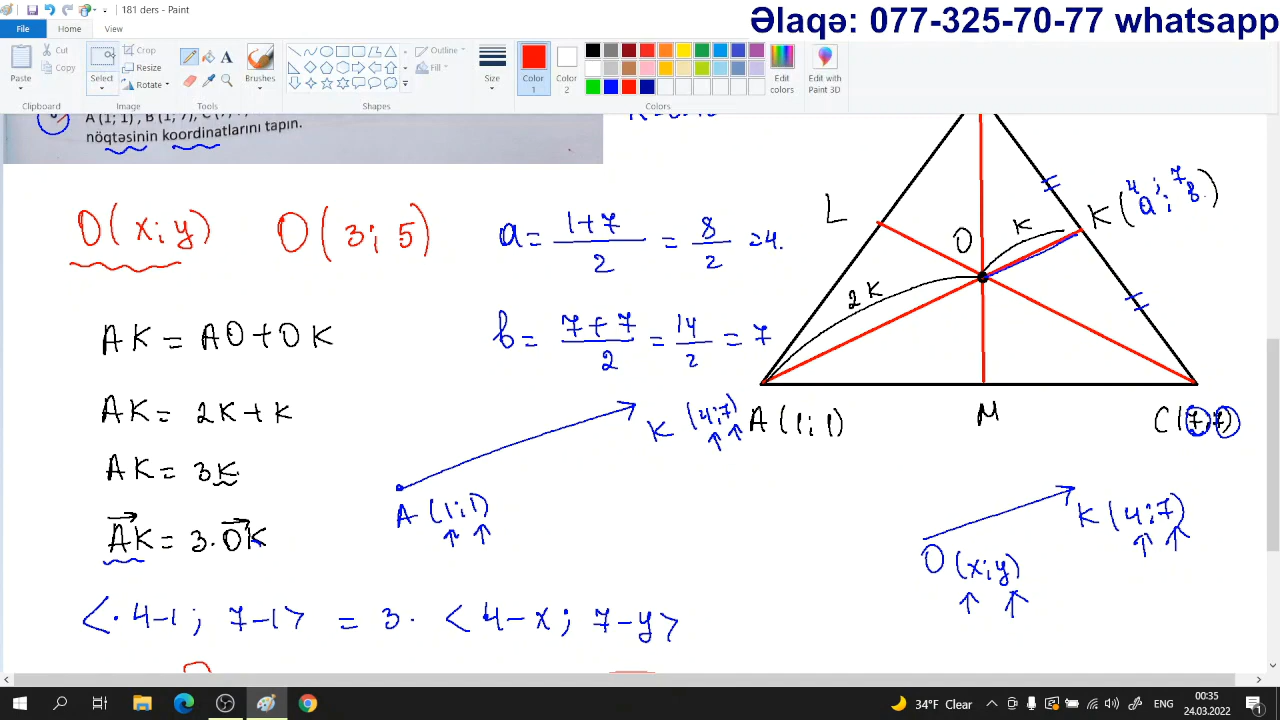 181 ders - Paint
Əlaqə: 077-325-70-77 whatsapp
File Home View
Paste Cut Copy
Select Crop Resize Rotate
Brushes
Outline Fill
Size
Color 1
Color 2
Edit colors
Edit with Paint 3D
Clipboard Image Tools Shapes Colors
nöqtəsinin koordinatlarını tapın.
O(x;y) O(3;5)
a= 1+7/2 = 8/2 =4.
b= 7+7/2 = 14/2 = 7
AK = AO+OK
AK = 2K+K
AK = 3K
AK = 3.OK
<. 4-1; 7-1> = 3. <4-x; 7-y>
A (1;1)
K (4;7)
L
O
K
2K
K (a;b)
4; 7
A (1;1)
M
O (x;y)
K (4;7)
34°F Clear
ENG
00:35
24.03.2022
1